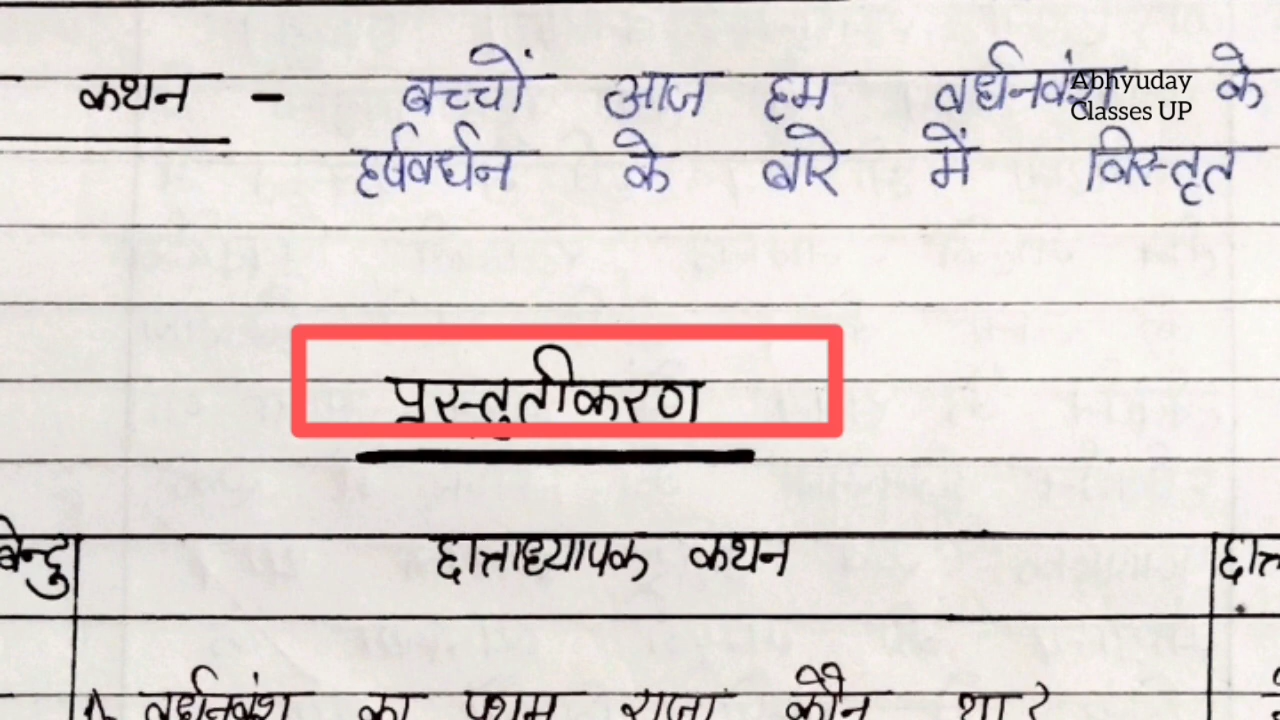 कथन - बच्चों आज हम वर्धनवंश के
हर्षवर्धन के बारे में विस्तृत
Abhyuday
Classes UP
प्रस्तुतीकरण
बिन्दु छात्राध्यापक कथन छात्र
वर्धनवंश का प्रथम राजा कौन था?